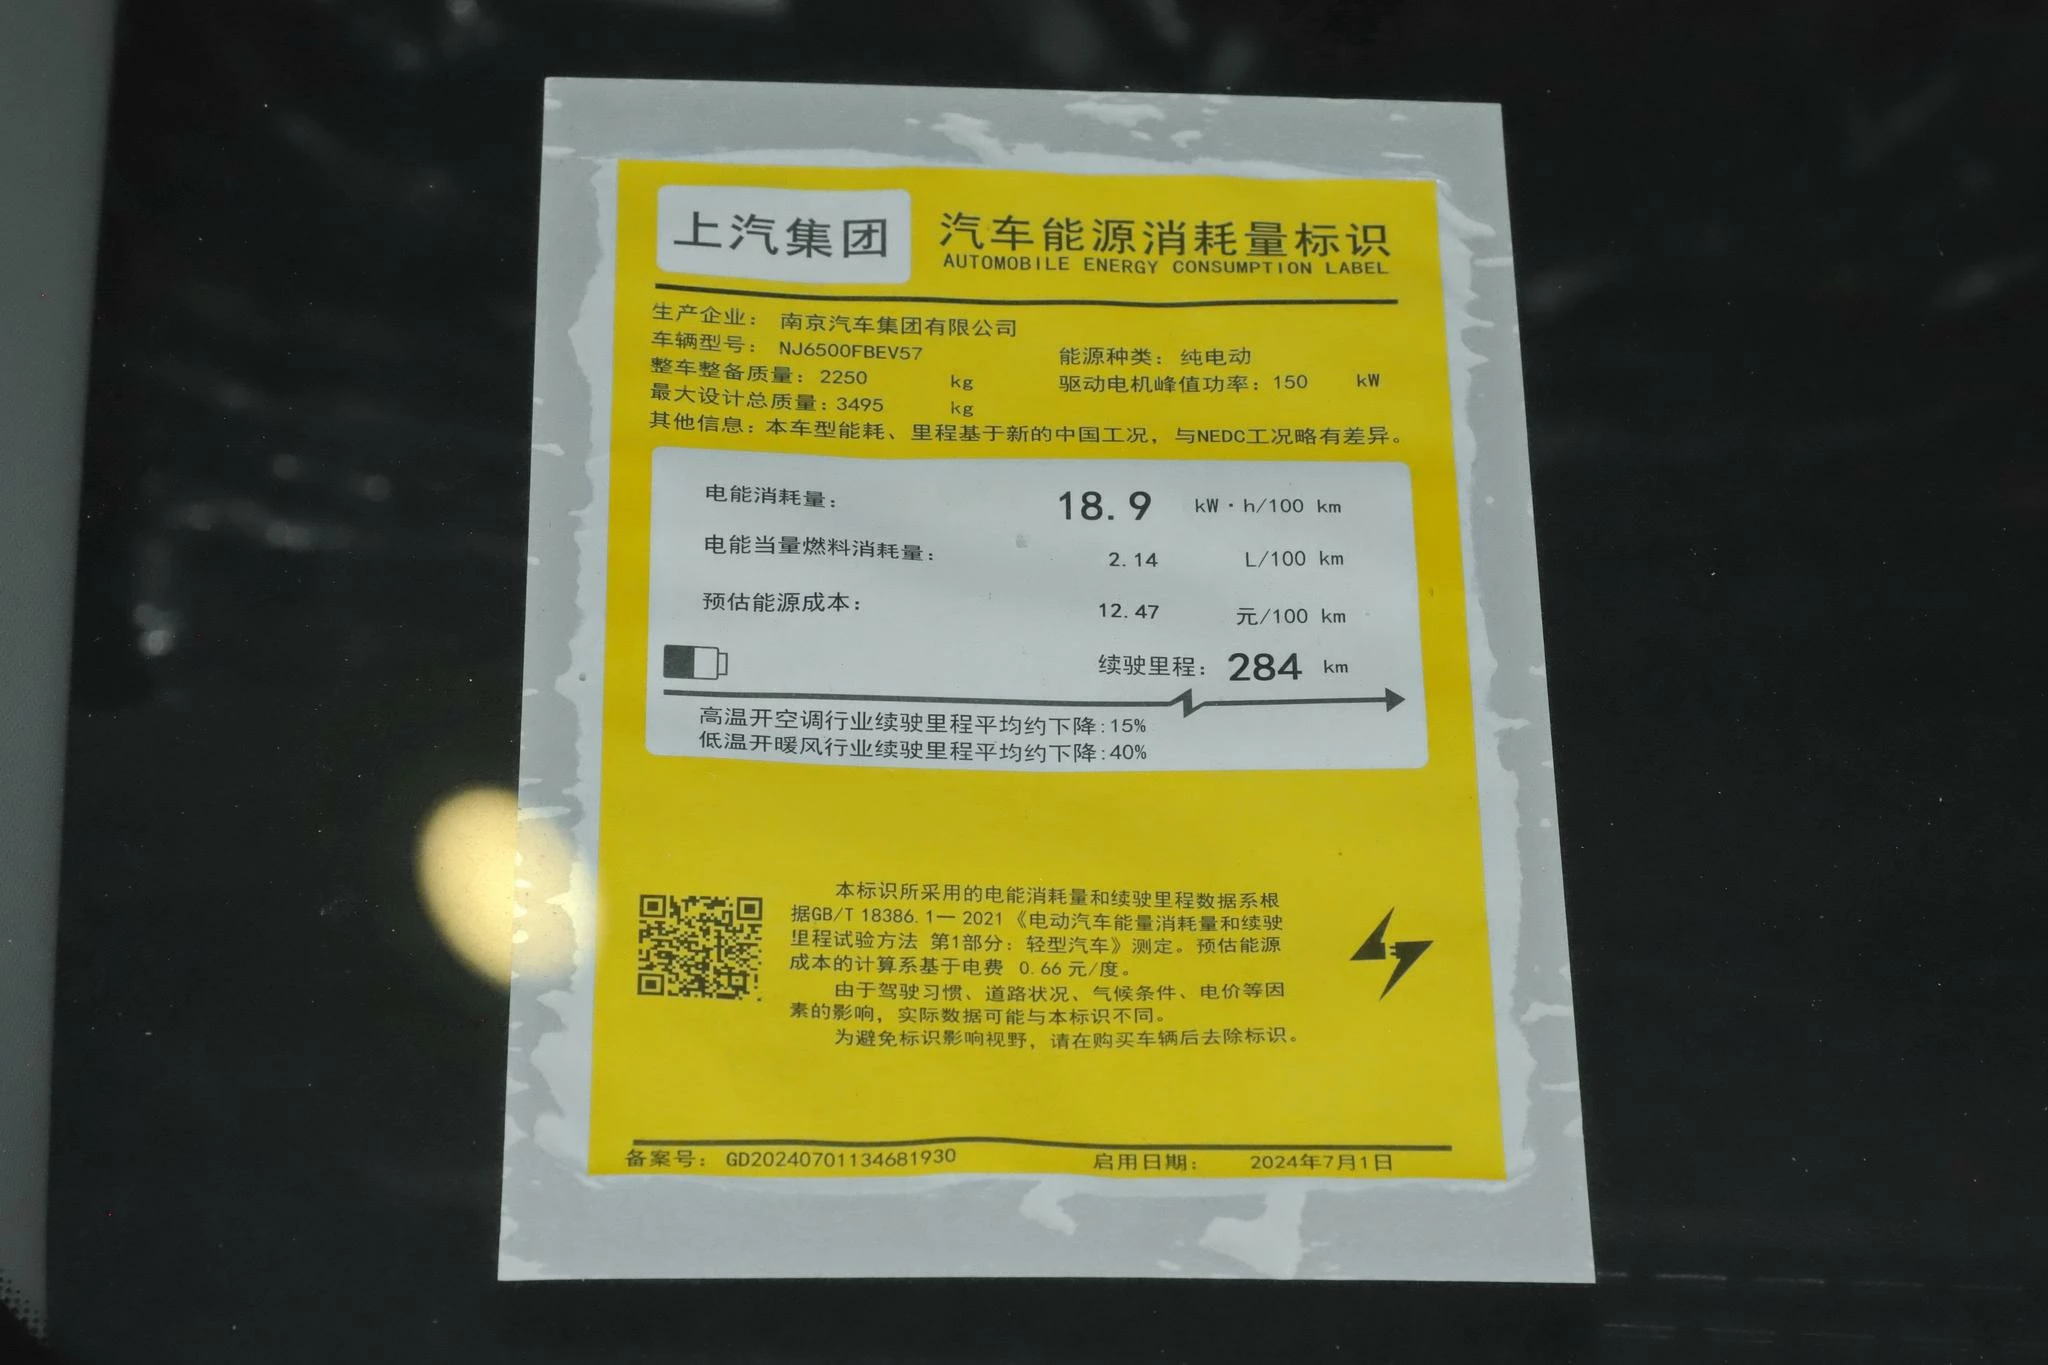 上汽集团
汽车能源消耗量标识
AUTOMOBILE ENERGY CONSUMPTION LABEL
生产企业： 南京汽车集团有限公司
车辆型号： NJ6500FBEV57 能源种类： 纯电动
整车整备质量： 2250 kg 驱动电机峰值功率： 150 kW
最大设计总质量： 3495 kg
其他信息： 本车型能耗、里程基于新的中国工况，与NEDC工况略有差异。
电能消耗量： 18.9 kW·h/100 km
电能当量燃料消耗量： 2.14 L/100 km
预估能源成本： 12.47 元/100 km
续驶里程： 284 km
高温开空调行业续驶里程平均约下降:15%
低温开暖风行业续驶里程平均约下降:40%
本标识所采用的电能消耗量和续驶里程数据系根
据GB/T 18386.1—2021《电动汽车能量消耗量和续驶
里程试验方法 第1部分：轻型汽车》测定。预估能源
成本的计算系基于电费 0.66 元/度。
由于驾驶习惯、道路状况、气候条件、电价等因
素的影响，实际数据可能与本标识不同。
为避免标识影响视野，请在购买车辆后去除标识。
备案号： GD20240701134681930 启用日期： 2024年7月1日